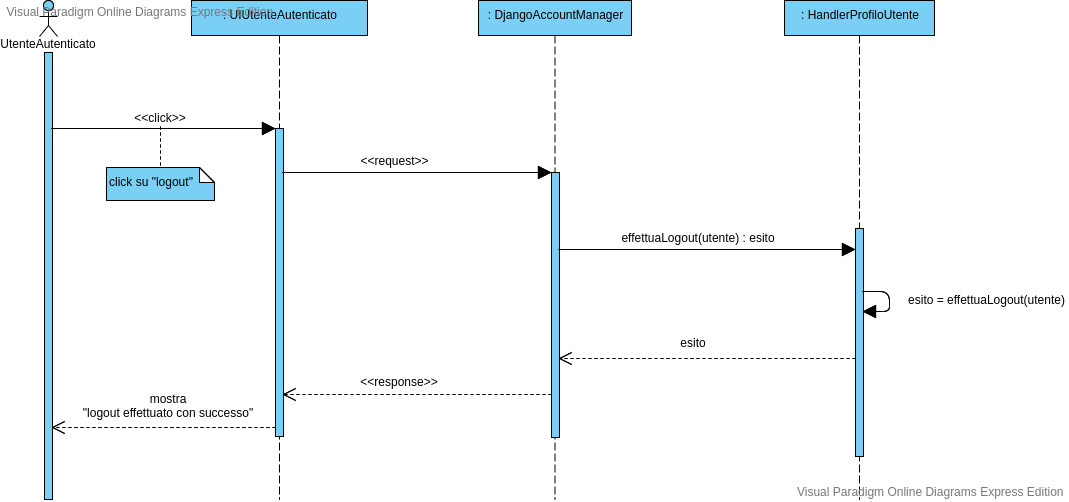 Visual Paradigm Online Diagrams Express Edition
: UIUtenteAutenticato
: DjangoAccountManager
: HandlerProfiloUtente
UtenteAutenticato
<<click>>
click su "logout"
<<request>>
effettuaLogout(utente) : esito
esito = effettuaLogout(utente)
esito
<<response>>
mostra
"logout effettuato con successo"
Visual Paradigm Online Diagrams Express Edition